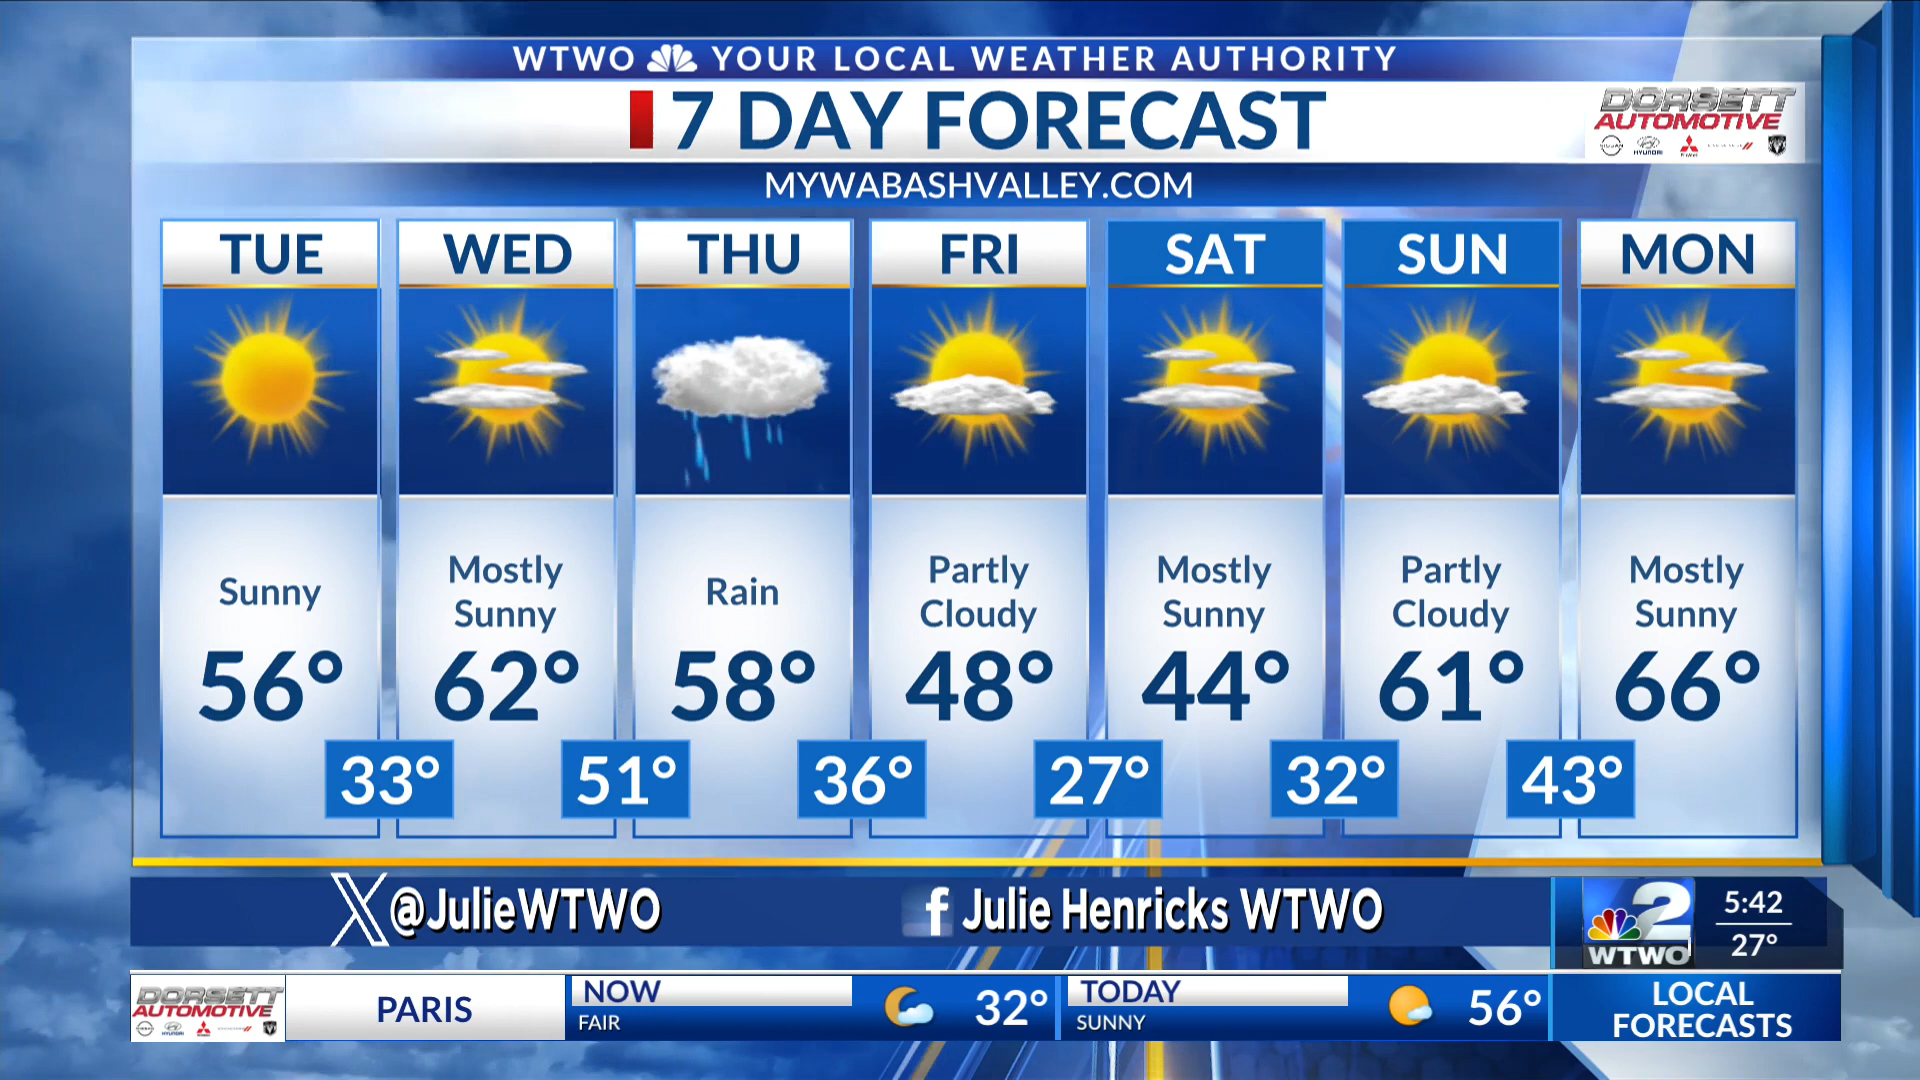 WTWO YOUR LOCAL WEATHER AUTHORITY
7 DAY FORECAST
DORSETT
AUTOMOTIVE
HYUNDAI
MYWABASHVALLEY.COM
TUE WED THU FRI SAT SUN MON
Sunny
Mostly
Sunny
Rain
Partly
Cloudy
Mostly
Sunny
Partly
Cloudy
Mostly
Sunny
56° 62° 58° 48° 44° 61° 66°
33° 51° 36° 27° 32° 43°
X @JulieWTWO
f Julie Henricks WTWO
2
WTWO
5:42
27°
DORSETT
AUTOMOTIVE
PARIS
NOW
FAIR
32°
TODAY
SUNNY
56°
LOCAL
FORECASTS